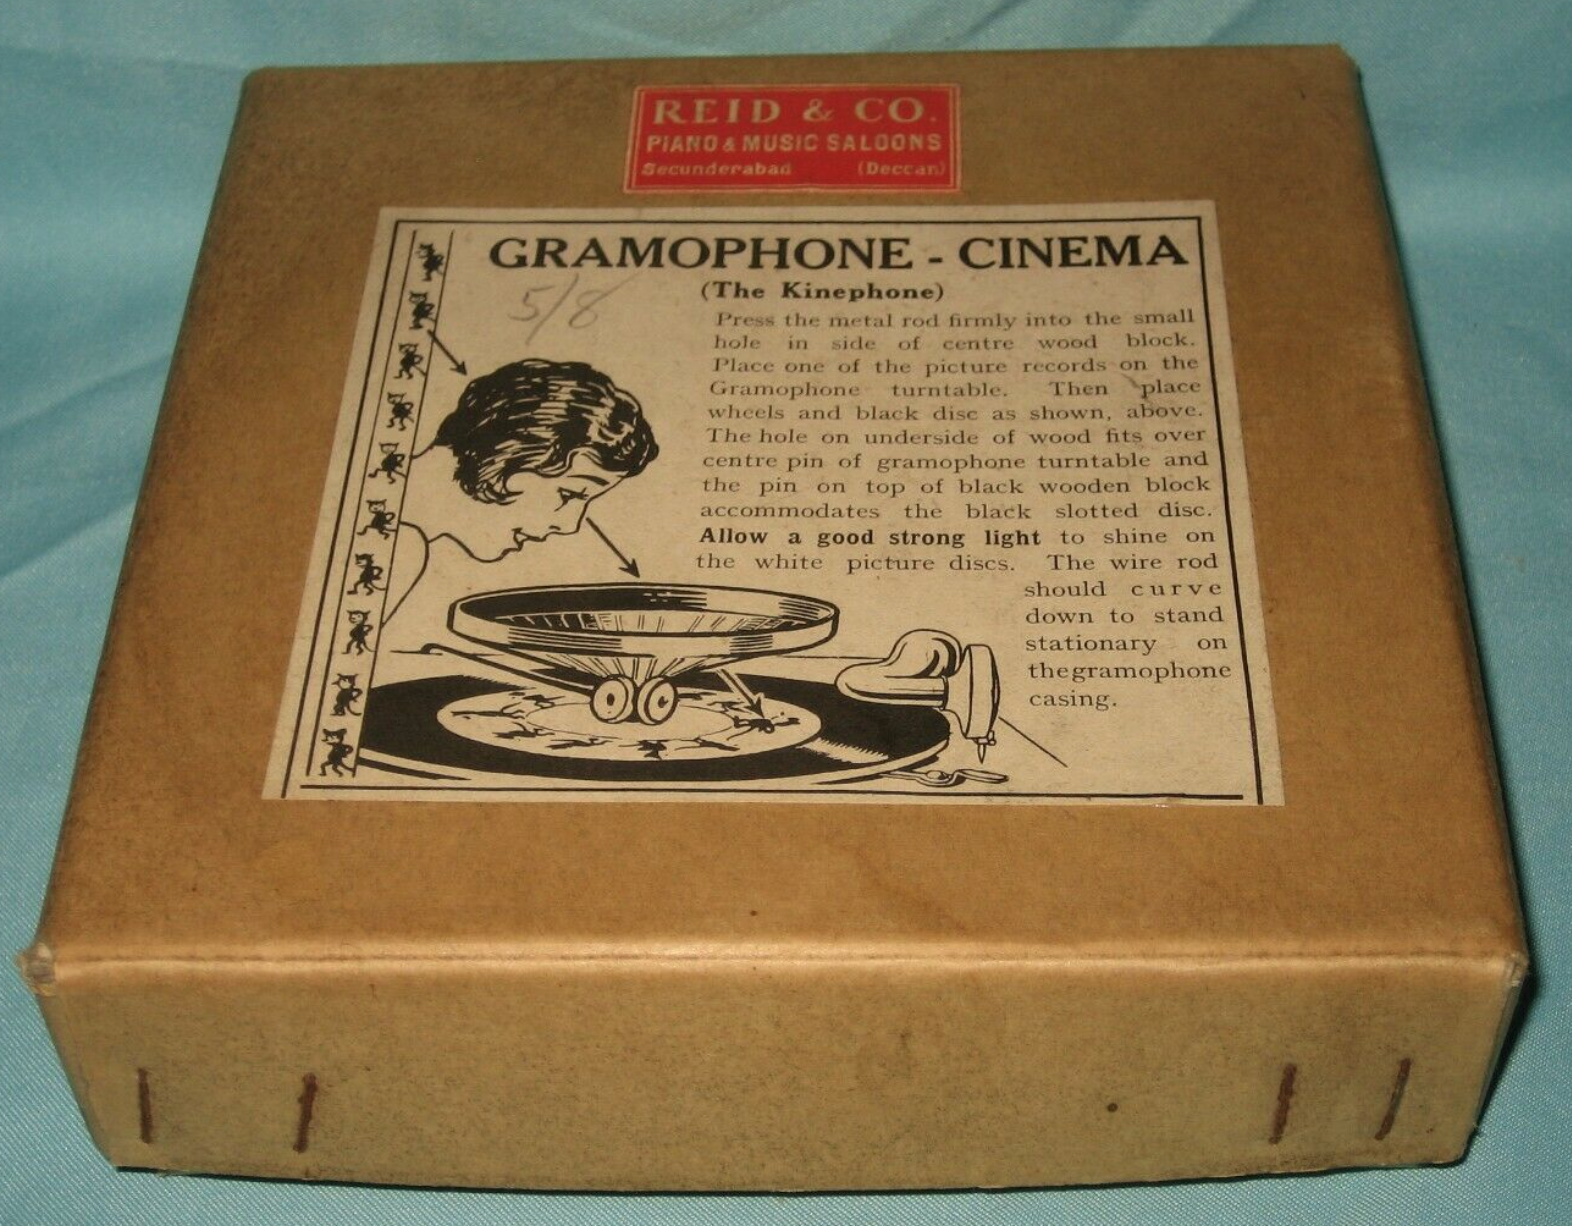 REID & CO.
PIANO & MUSIC SALOONS
Secunderabad (Deccan)
GRAMOPHONE - CINEMA
(The Kinephone)
5/8
Press the metal rod firmly into the small
hole in side of centre wood block.
Place one of the picture records on the
Gramophone turntable. Then place
wheels and black disc as shown, above.
The hole on underside of wood fits over
centre pin of gramophone turntable and
the pin on top of black wooden block
accommodates the black slotted disc.
Allow a good strong light to shine on
the white picture discs. The wire rod
should curve
down to stand
stationary on
thegramophone
casing.